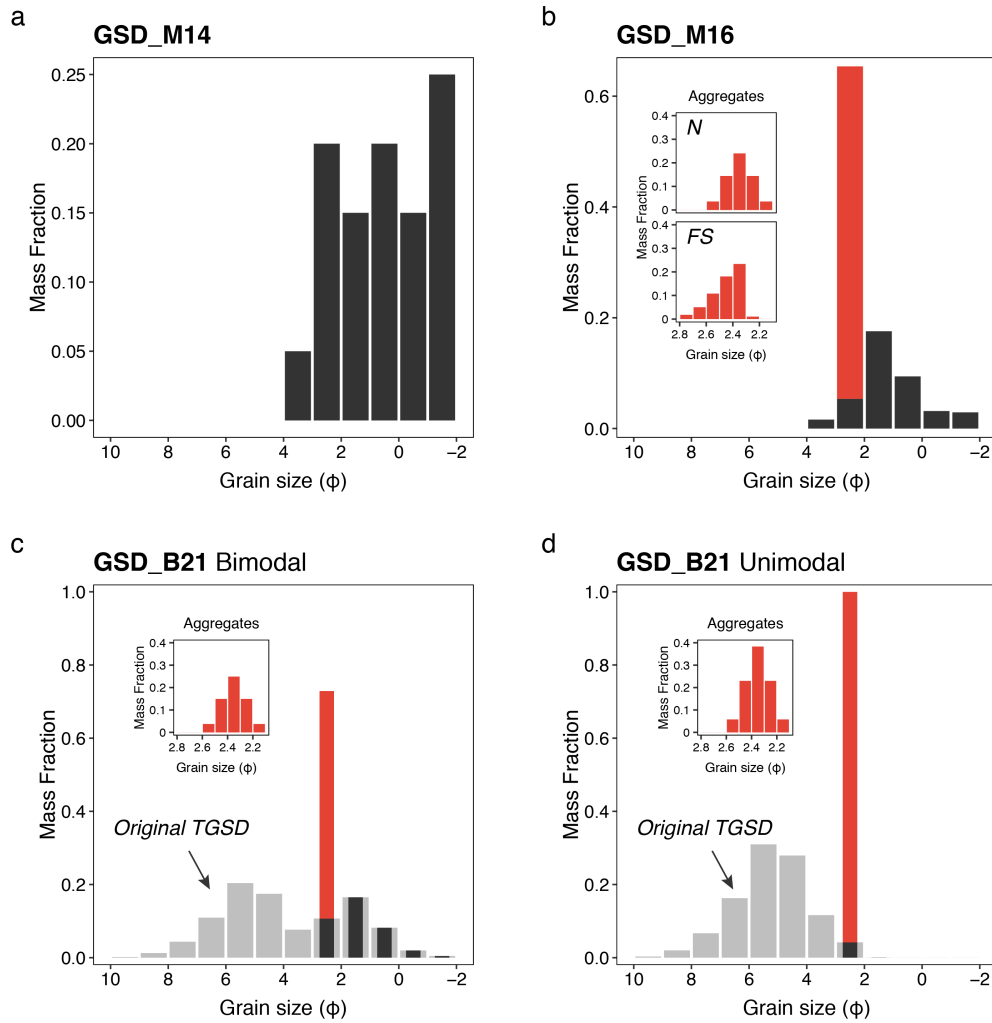 a
GSD_M14
Mass Fraction
0.25
0.20
0.15
0.10
0.05
0.00
10 8 6 4 2 0 −2
Grain size (ϕ)
b
GSD_M16
Mass Fraction
0.6
0.4
0.2
0.0
Aggregates
Mass Fraction
N
0.4
0.3
0.2
0.1
0
FS
0.4
0.3
0.2
0.1
0
2.8 2.6 2.4 2.2
Grain size (ϕ)
10 8 6 4 2 0 −2
Grain size (ϕ)
c
GSD_B21 Bimodal
Mass Fraction
1.0
0.8
0.6
0.4
0.2
0.0
Aggregates
Mass Fraction
0.4
0.3
0.2
0.1
0
2.8 2.6 2.4 2.2
Grain size (ϕ)
Original TGSD
10 8 6 4 2 0 −2
Grain size (ϕ)
d
GSD_B21 Unimodal
Mass Fraction
1.0
0.8
0.6
0.4
0.2
0.0
Aggregates
Mass Fraction
0.4
0.3
0.2
0.1
0
2.8 2.6 2.4 2.2
Grain size (ϕ)
Original TGSD
10 8 6 4 2 0 −2
Grain size (ϕ)